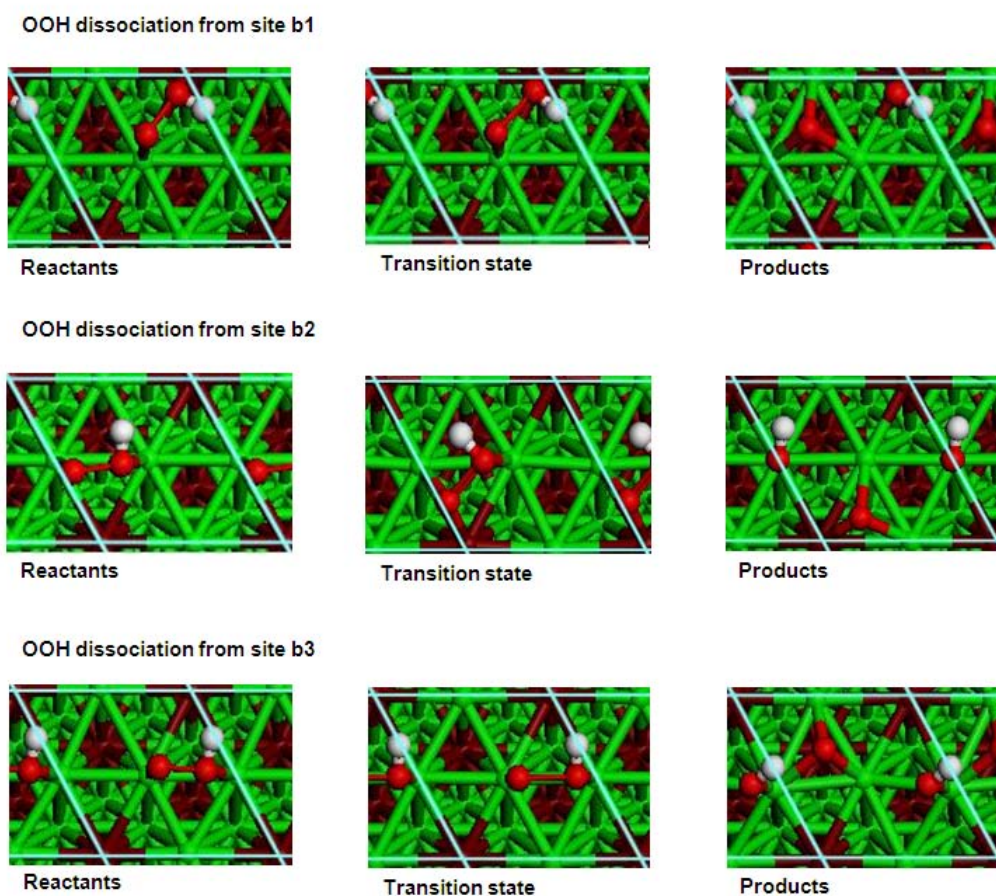 OOH dissociation from site b1
Reactants
Transition state
Products
OOH dissociation from site b2
Reactants
Transition state
Products
OOH dissociation from site b3
Reactants
Transition state
Products